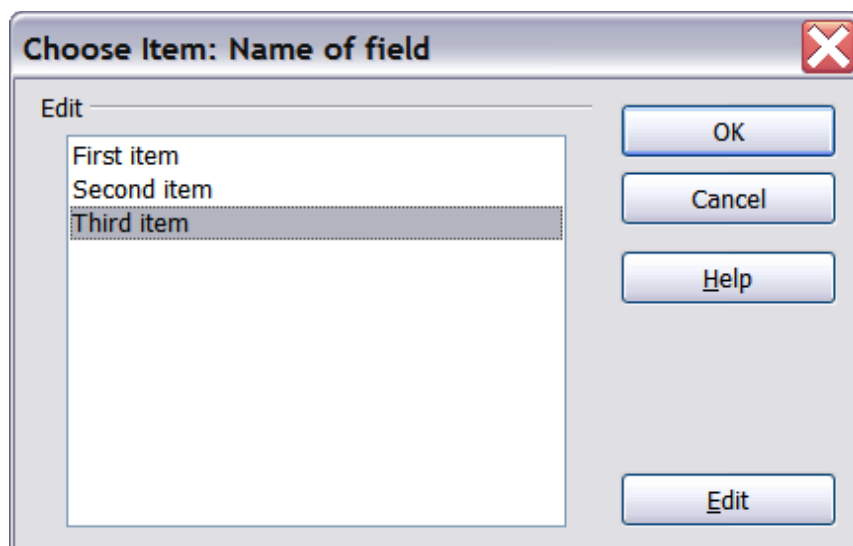 Choose Item: Name of field
Edit
First item
Second item
Third item
OK
Cancel
Help
Edit